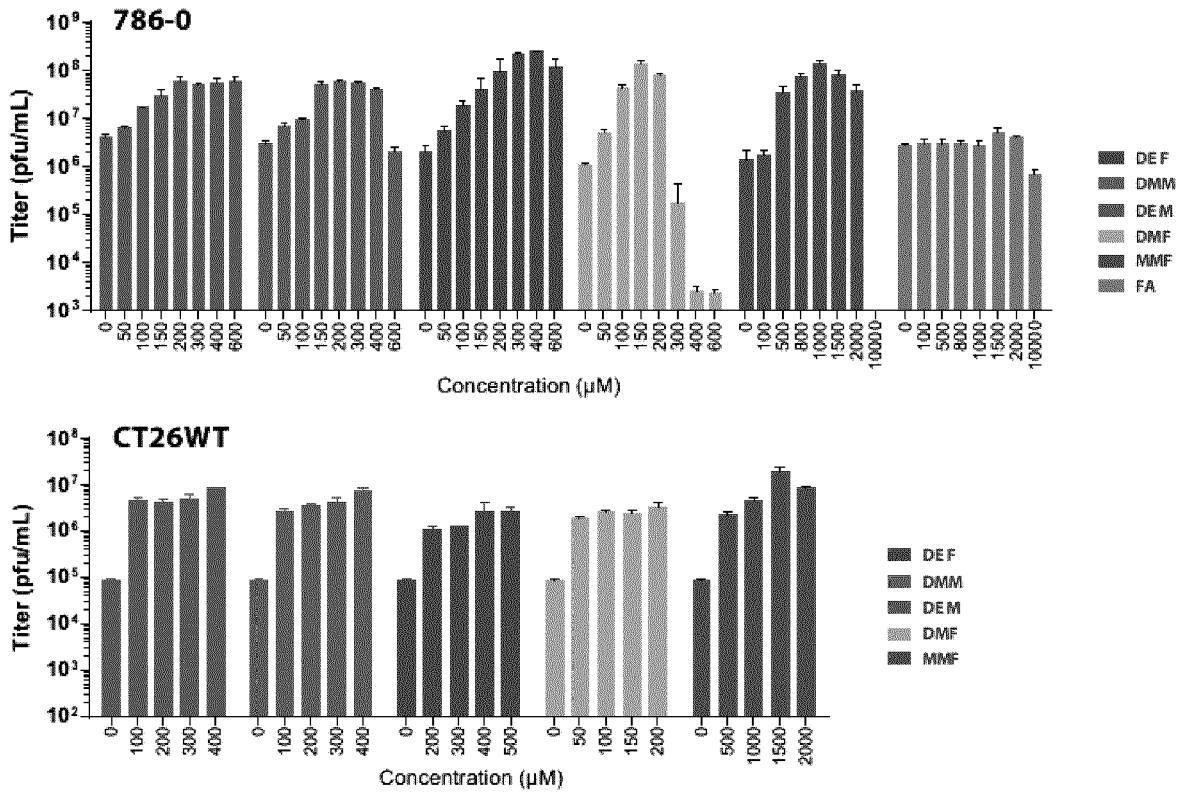 786-0
Titer (pfu/mL)
10⁹
10⁸
10⁷
10⁶
10⁵
10⁴
10³
0 50 100 150 200 300 400 600 0 50 100 150 200 300 400 600 0 50 100 150 200 300 400 600 0 50 100 150 200 300 400 600 0 100 500 800 1000 1500 2000 10000 0 100 500 800 1000 1500 2000 10000
Concentration (µM)
DEF
DMM
DEM
DMF
MMF
FA
CT26WT
Titer (pfu/mL)
10⁸
10⁷
10⁶
10⁵
10⁴
10³
10²
0 100 200 300 400 0 100 200 300 400 0 200 300 400 500 0 50 100 150 200 0 500 1000 1500 2000
Concentration (µM)
DEF
DMM
DEM
DMF
MMF